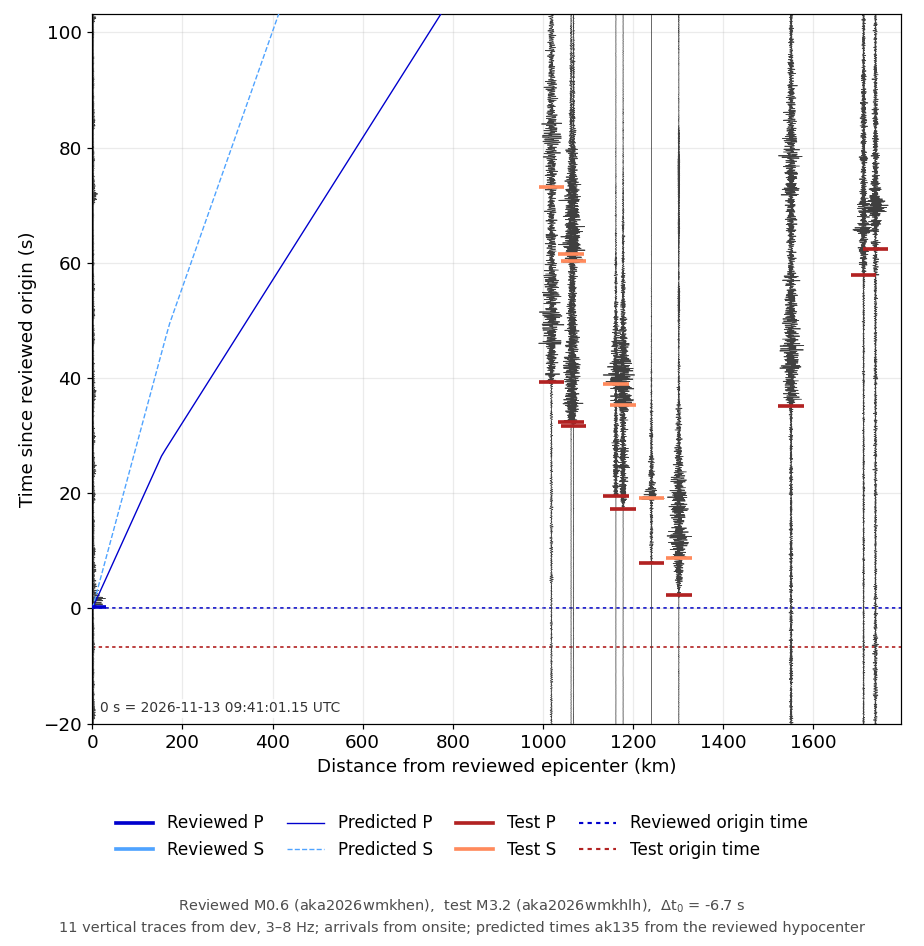 100
80
60
40
20
0
−20
Time since reviewed origin (s)
0 s = 2026-11-13 09:41:01.15 UTC
0 200 400 600 800 1000 1200 1400 1600
Distance from reviewed epicenter (km)
Reviewed P Predicted P Test P Reviewed origin time
Reviewed S Predicted S Test S Test origin time
Reviewed M0.6 (aka2026wmkhen), test M3.2 (aka2026wmkhlh), Δt₀ = -6.7 s
11 vertical traces from dev, 3–8 Hz; arrivals from onsite; predicted times ak135 from the reviewed hypocenter